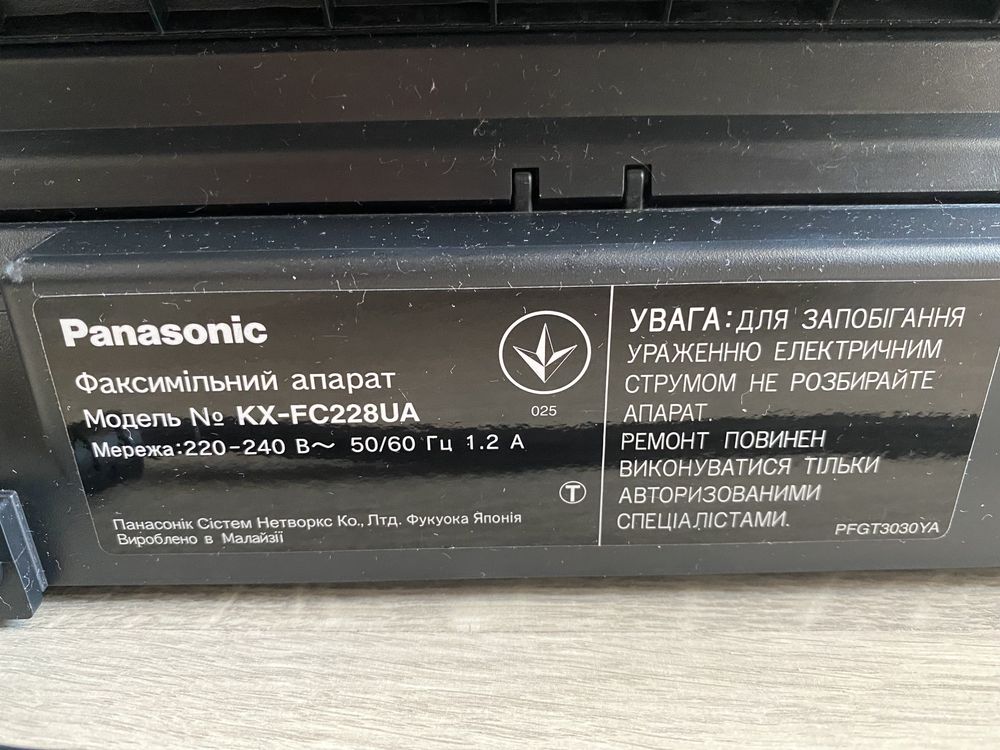 Panasonic
Факсимільний апарат
Модель № KX-FC228UA
Мережа:220-240 В~ 50/60 Гц 1.2 А
025
T
Панасонік Сістем Нетворкс Ко., Лтд. Фукуока Японія
Вироблено в Малайзії
УВАГА: ДЛЯ ЗАПОБІГАННЯ
УРАЖЕННЮ ЕЛЕКТРИЧНИМ
СТРУМОМ НЕ РОЗБИРАЙТЕ
АПАРАТ.
РЕМОНТ ПОВИНЕН
ВИКОНУВАТИСЯ ТІЛЬКИ
АВТОРИЗОВАНИМИ
СПЕЦІАЛІСТАМИ.
PFGT3030YA